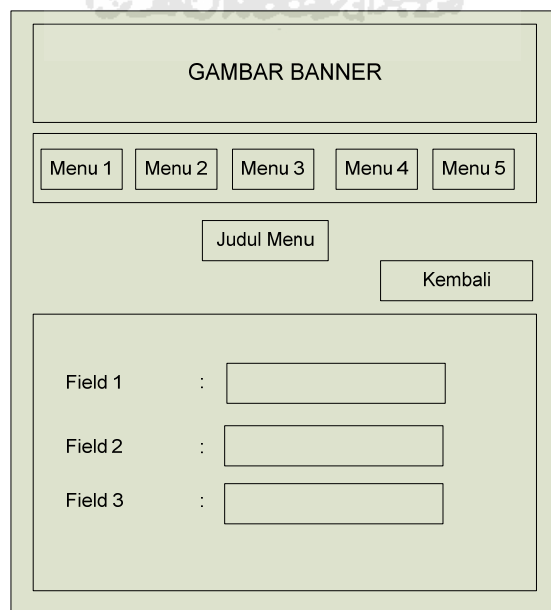 GAMBAR BANNER
Menu 1 Menu 2 Menu 3 Menu 4 Menu 5
Judul Menu
Kembali
Field 1 :
Field 2 :
Field 3 :